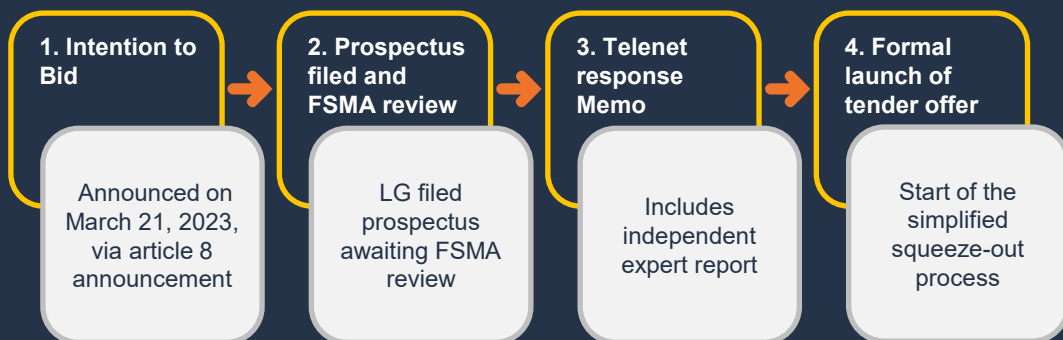 1. Intention to
Bid
Announced on
March 21, 2023,
via article 8
announcement
2. Prospectus
filed and
FSMA review
LG filed
prospectus
awaiting FSMA
review
3. Telenet
response
Memo
Includes
independent
expert report
4. Formal
launch of
tender offer
Start of the
simplified
squeeze-out
process